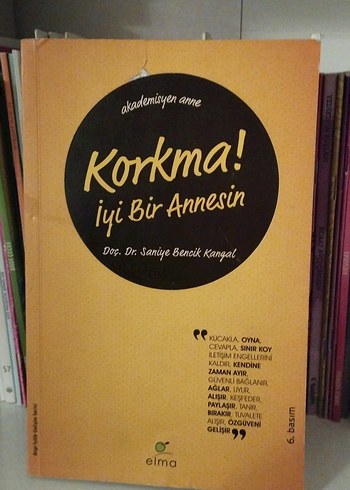 akademisyen anne
Korkma!
İyi Bir Annesin
Doç. Dr. Saniye Bencik Kangal
"KUCAKLA, OYNA,
CEVAPLA, SINIR KOY
İLETİŞİM ENGELLERİNİ
KALDIR, KENDİNE
ZAMAN AYIR,
GÜVENLİ BAĞLANIR,
AĞLAR, UYUR,
ALIŞIR, KEŞFEDER,
PAYLAŞIR, TANIR,
BIRAKIR, TUVALETE
ALIŞIR, ÖZGÜVENİ
GELİŞİR"
6. basım
elma
57